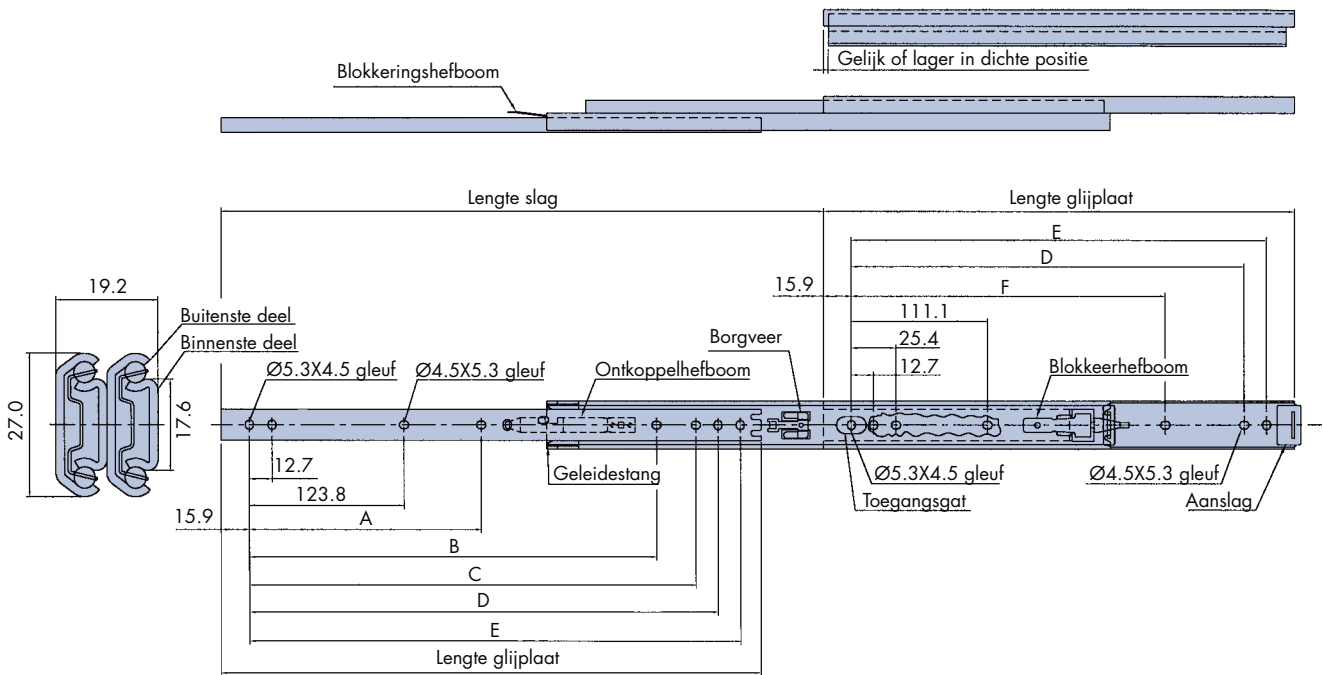 Gelijk of lager in dichte positie
Blokkeringshefboom
Lengte slag
Lengte glijplaat
E
D
15.9
F
19.2
111.1
Buitenste deel
Borgveer
25.4
Binnenste deel
Ø5.3X4.5 gleuf
Ø4.5X5.3 gleuf
Ontkoppelhefboom
12.7
Blokkeerhefboom
27.0
17.6
12.7
Geleidestang
Ø5.3X4.5 gleuf
Ø4.5X5.3 gleuf
123.8
Toegangsgat
Aanslag
15.9
A
B
C
D
E
Lengte glijplaat